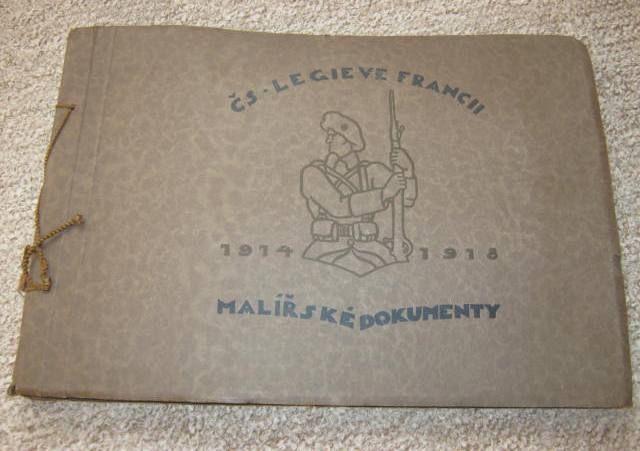 ČS · LEGIE VE FRANCII
1914 1918
MALÍŘSKÉ DOKUMENTY